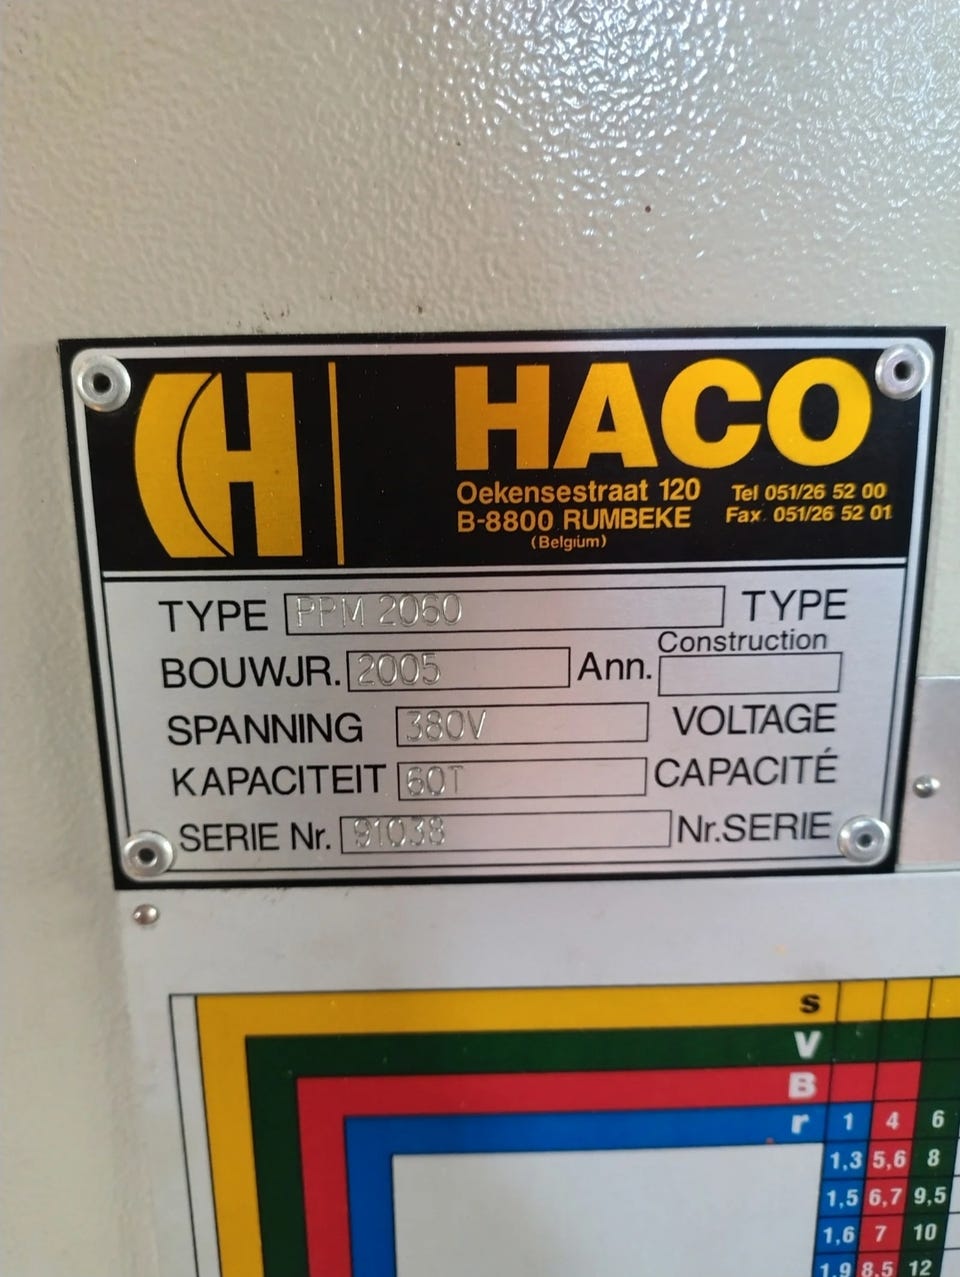 H HACO
Oekensestraat 120 Tel 051/26 52 00
B-8800 RUMBEKE Fax 051/26 52 01
(Belgium)
TYPE PPM 2060 TYPE
BOUWJR. 2005 Ann. Construction
SPANNING 380V VOLTAGE
KAPACITEIT 60T CAPACITÉ
SERIE Nr. 91038 Nr.SERIE
s
V
B
r 1 4 6
1,3 5,6 8
1,5 6,7 9,5
1,6 7 10
1,9 8,5 12